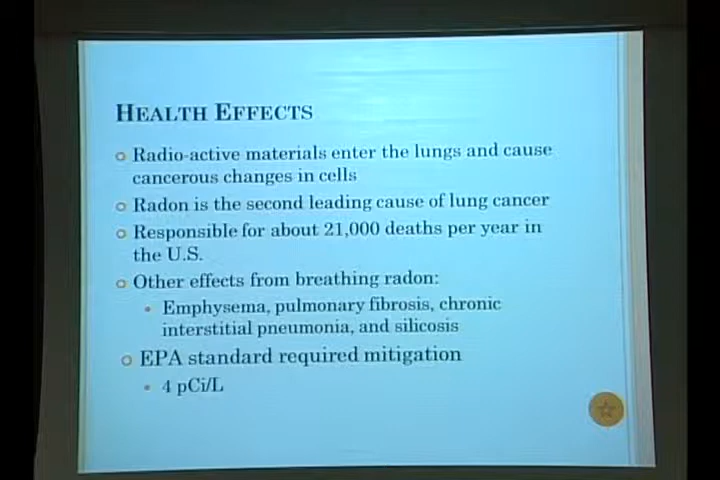 HEALTH EFFECTS
Radio-active materials enter the lungs and cause
cancerous changes in cells
Radon is the second leading cause of lung cancer
Responsible for about 21,000 deaths per year in
the U.S.
Other effects from breathing radon:
Emphysema, pulmonary fibrosis, chronic
interstitial pneumonia, and silicosis
EPA standard required mitigation
4 pCi/L